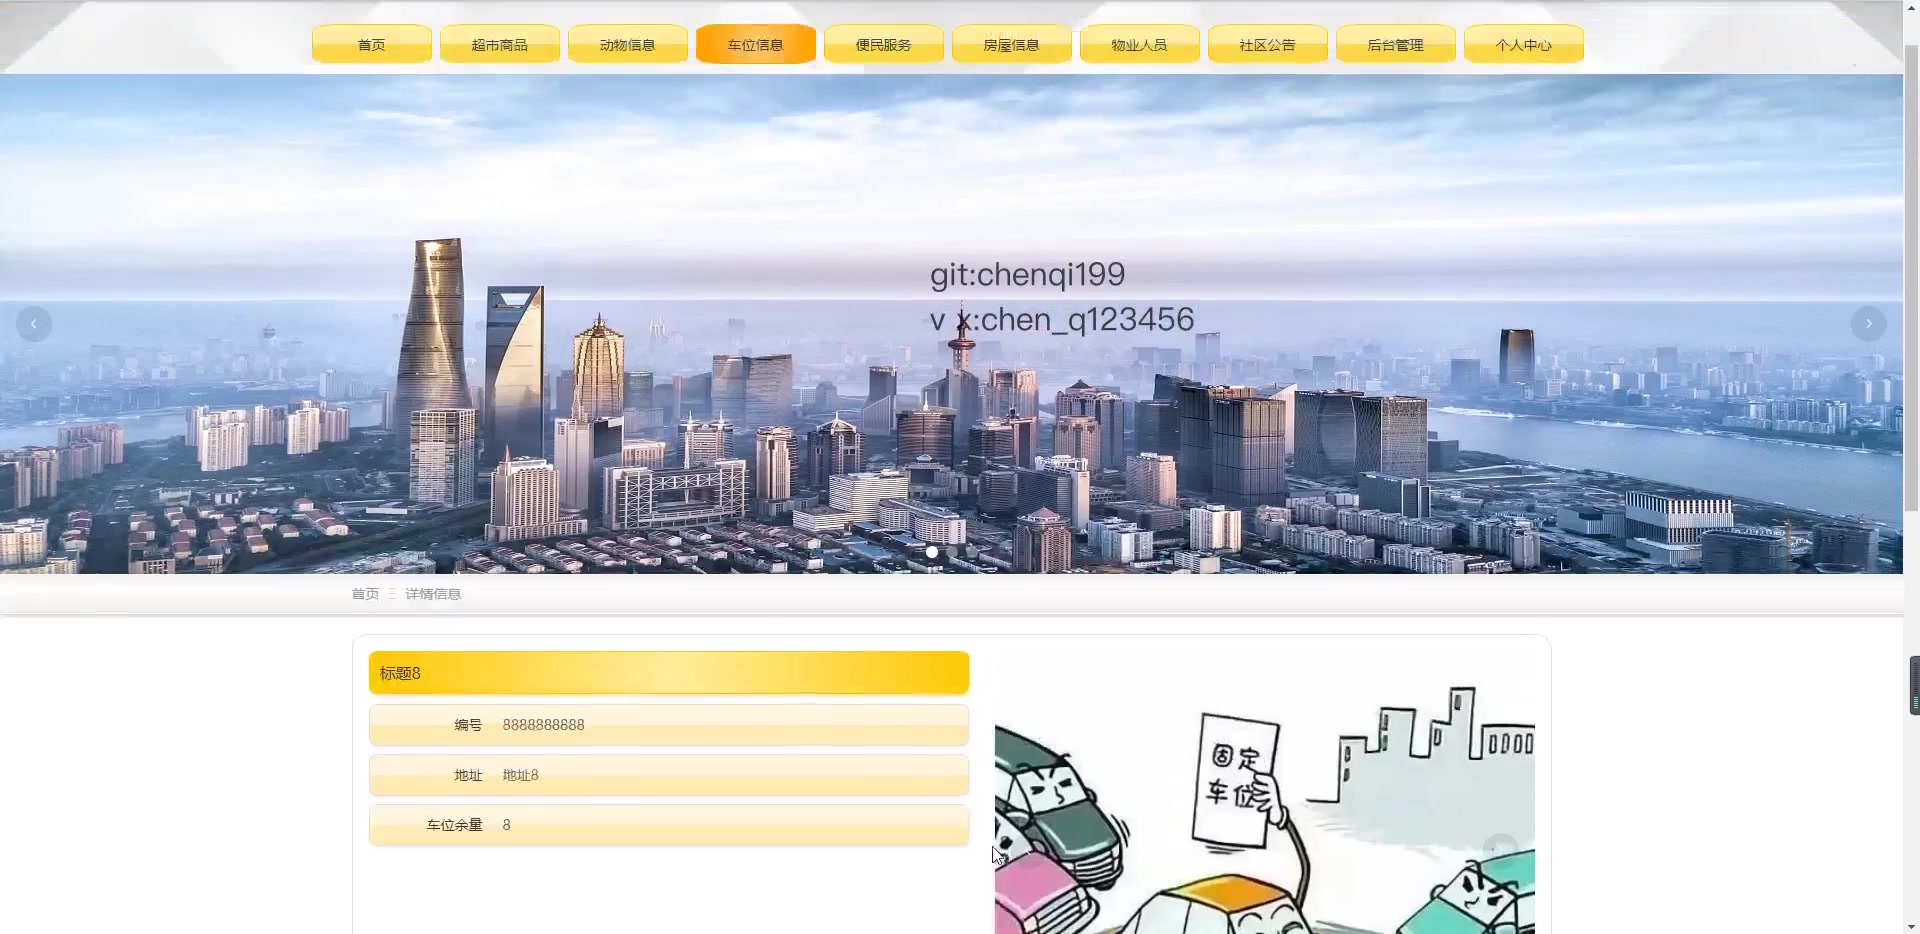 首页 超市商品 动物信息 车位信息 便民服务 房屋信息 物业人员 社区公告 后台管理 个人中心
git:chenqi199
v x:chen_q123456
首页 详情信息
标题8
编号 8888888888
地址 地址8
车位余量 8
固定
车位